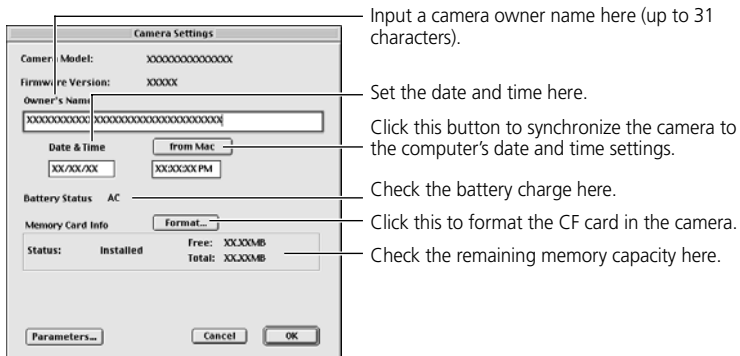 Camera Settings
Camera Model: XXXXXXXXXXXXXX
Firmware Version: XXXXX
Owner's Name
XXXXXXXXXXXXXXXXXXXXXXXXXXXXXXX
Date & Time
from Mac
XX/XX/XX
XX:XX:XX PM
Battery Status AC
Memory Card Info
Format...
Status: Installed
Free: XX.XXMB
Total: XX.XXMB
Parameters...
Cancel
OK
Input a camera owner name here (up to 31
characters).
Set the date and time here.
Click this button to synchronize the camera to
the computer's date and time settings.
Check the battery charge here.
Click this to format the CF card in the camera.
Check the remaining memory capacity here.